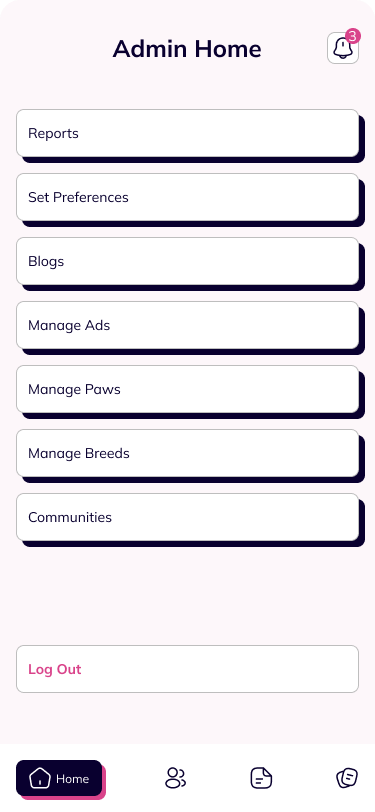 Admin Home
3
Reports
Set Preferences
Blogs
Manage Ads
Manage Paws
Manage Breeds
Communities
Log Out
Home